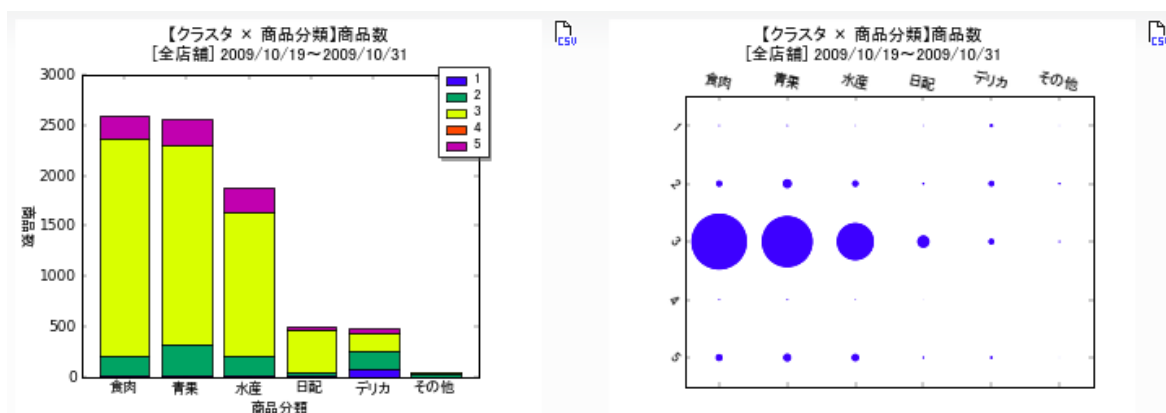 【クラスタ × 商品分類】商品数
[全店舗] 2009/10/19～2009/10/31
CSV
3000
2500
2000
1500
1000
500
0
商品数
1
2
3
4
5
食肉 青果 水産 日配 デリカ その他
商品分類
【クラスタ × 商品分類】商品数
[全店舗] 2009/10/19～2009/10/31
CSV
食肉 青果 水産 日配 デリカ その他
1
2
3
4
5